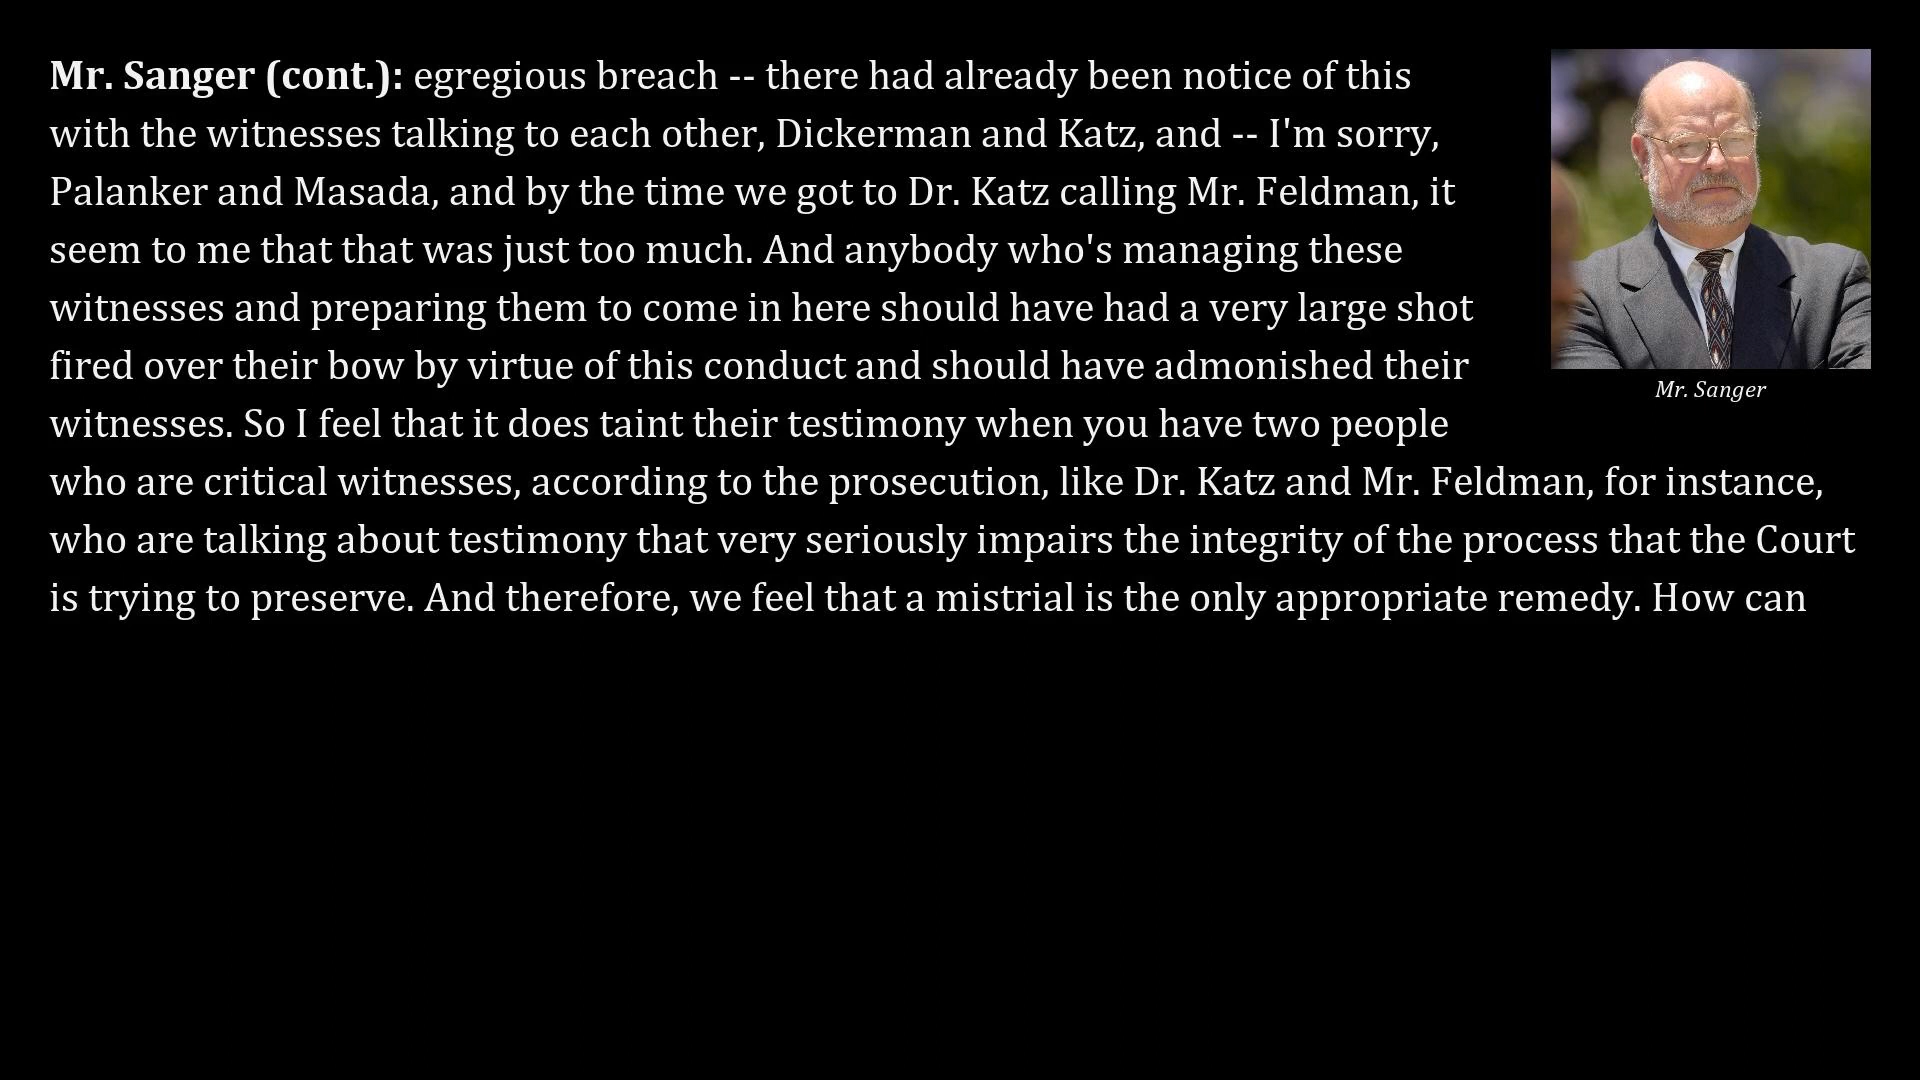 Mr. Sanger (cont.): egregious breach -- there had already been notice of this
with the witnesses talking to each other, Dickerman and Katz, and -- I'm sorry,
Palanker and Masada, and by the time we got to Dr. Katz calling Mr. Feldman, it
seem to me that that was just too much. And anybody who's managing these
witnesses and preparing them to come in here should have had a very large shot
fired over their bow by virtue of this conduct and should have admonished their
witnesses. So I feel that it does taint their testimony when you have two people
who are critical witnesses, according to the prosecution, like Dr. Katz and Mr. Feldman, for instance,
who are talking about testimony that very seriously impairs the integrity of the process that the Court
is trying to preserve. And therefore, we feel that a mistrial is the only appropriate remedy. How can
Mr. Sanger